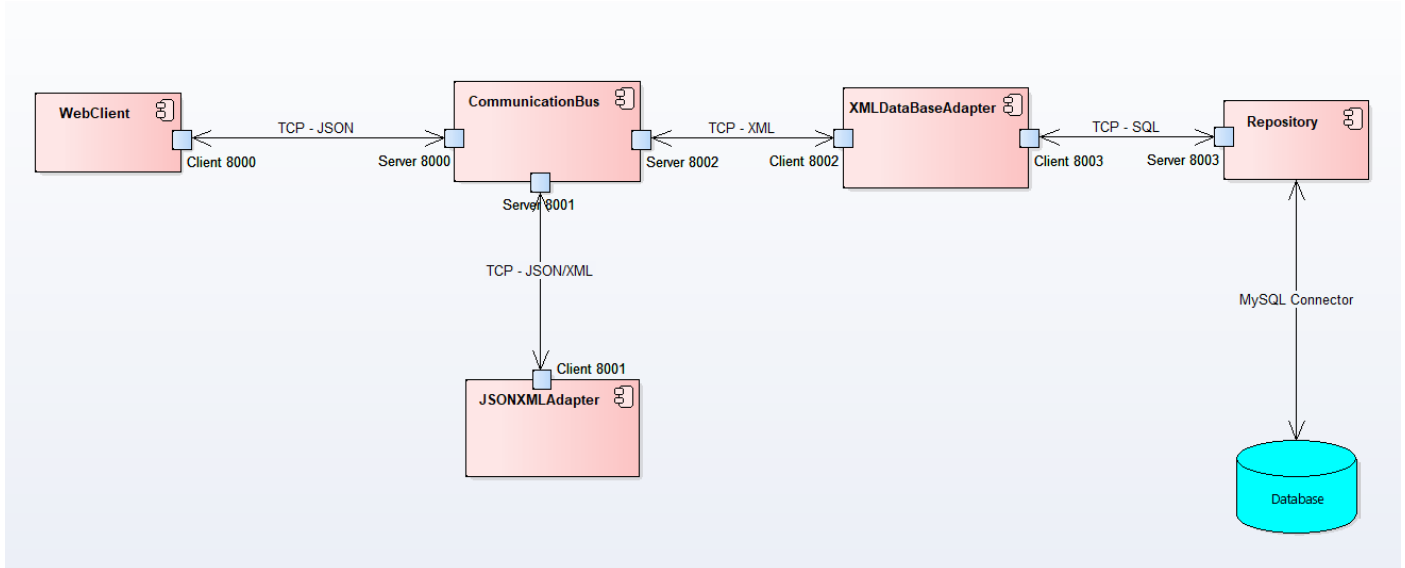 WebClient
CommunicationBus
XMLDataBaseAdapter
Repository
TCP - JSON
TCP - XML
TCP - SQL
Client 8000
Server 8000
Server 8002
Client 8002
Client 8003
Server 8003
Server 8001
TCP - JSON/XML
MySQL Connector
Client 8001
JSONXMLAdapter
Database